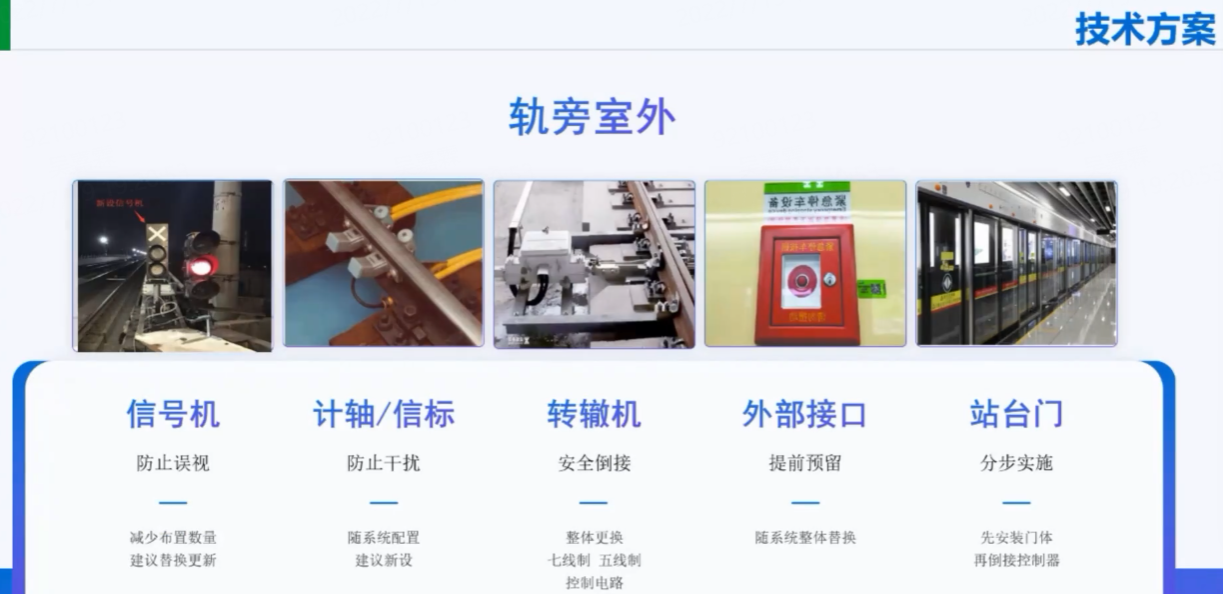 技术方案
轨旁室外
新设信号机
紧急停车设备
信号机
计轴/信标
转辙机
外部接口
站台门
防止误视
防止干扰
安全倒接
提前预留
分步实施
减少布置数量
建议替换更新
随系统配置
建议新设
整体更换
七线制 五线制
控制电路
随系统整体替换
先安装门体
再倒接控制器